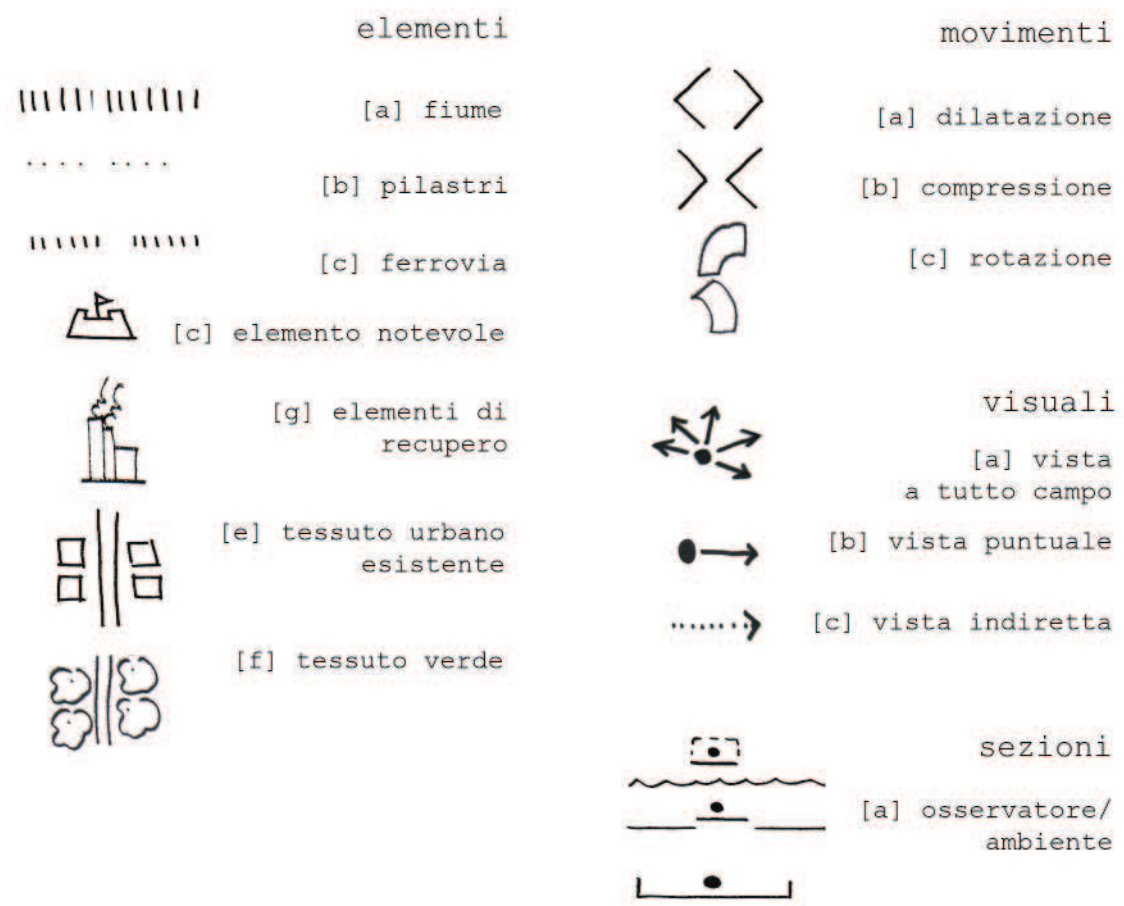 elementi
[a] fiume
[b] pilastri
[c] ferrovia
[c] elemento notevole
[g] elementi di
recupero
[e] tessuto urbano
esistente
[f] tessuto verde
movimenti
[a] dilatazione
[b] compressione
[c] rotazione
visuali
[a] vista
a tutto campo
[b] vista puntuale
[c] vista indiretta
sezioni
[a] osservatore/
ambiente